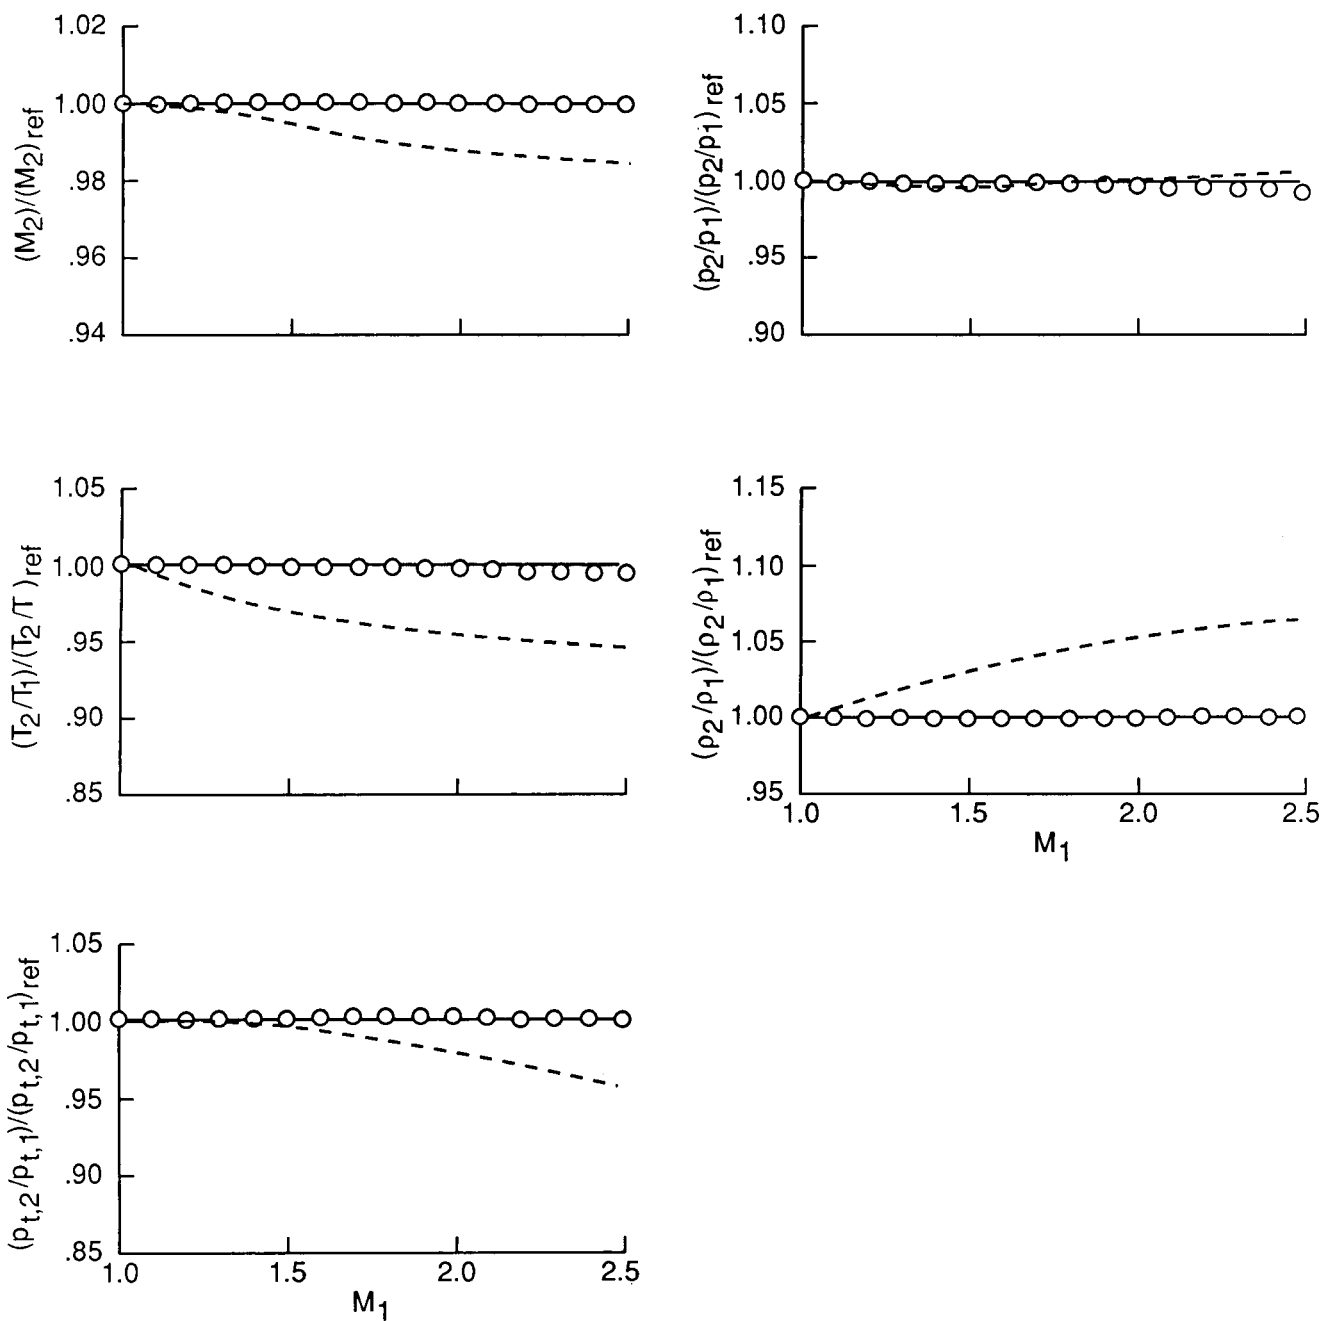 (M2)/(M2)ref
1.02
1.00
.98
.96
.94
(p2/p1)/(p2/p1)ref
1.10
1.05
1.00
.95
.90
(T2/T1)/(T2/T )ref
1.05
1.00
.95
.90
.85
(ρ2/ρ1)/(ρ2/ρ1)ref
1.15
1.10
1.05
1.00
.95
1.0 1.5 2.0 2.5
M1
(pt,2/pt,1)/(pt,2/pt,1)ref
1.05
1.00
.95
.90
.85
1.0 1.5 2.0 2.5
M1